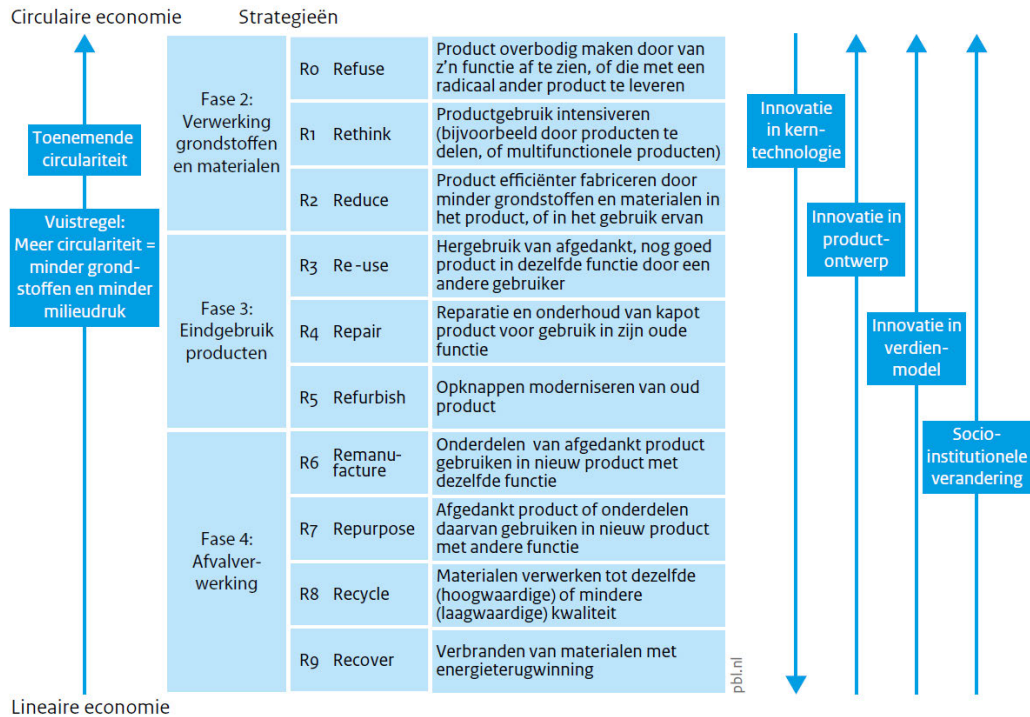 Circulaire economie
Strategieën
Toenemende
circulariteit
Vuistregel:
Meer circulariteit =
minder grond-
stoffen en minder
milieudruk
Fase 2:
Verwerking
grondstoffen
en materialen
R0 Refuse
Product overbodig maken door van
z'n functie af te zien, of die met een
radicaal ander product te leveren
R1 Rethink
Productgebruik intensiveren
(bijvoorbeeld door producten te
delen, of multifunctionele producten)
R2 Reduce
Product efficiënter fabriceren door
minder grondstoffen en materialen in
het product, of in het gebruik ervan
Fase 3:
Eindgebruik
producten
R3 Re-use
Hergebruik van afgedankt, nog goed
product in dezelfde functie door een
andere gebruiker
R4 Repair
Reparatie en onderhoud van kapot
product voor gebruik in zijn oude
functie
R5 Refurbish
Opknappen moderniseren van oud
product
Fase 4:
Afvalver-
werking
R6 Remanu-
facture
Onderdelen van afgedankt product
gebruiken in nieuw product met
dezelfde functie
R7 Repurpose
Afgedankt product of onderdelen
daarvan gebruiken in nieuw product
met andere functie
R8 Recycle
Materialen verwerken tot dezelfde
(hoogwaardige) of mindere
(laagwaardige) kwaliteit
R9 Recover
Verbranden van materialen met
energieterugwinning
Innovatie
in kern-
technologie
Innovatie in
product-
ontwerp
Innovatie in
verdien-
model
Socio-
institutionele
verandering
pbl.nl
Lineaire economie